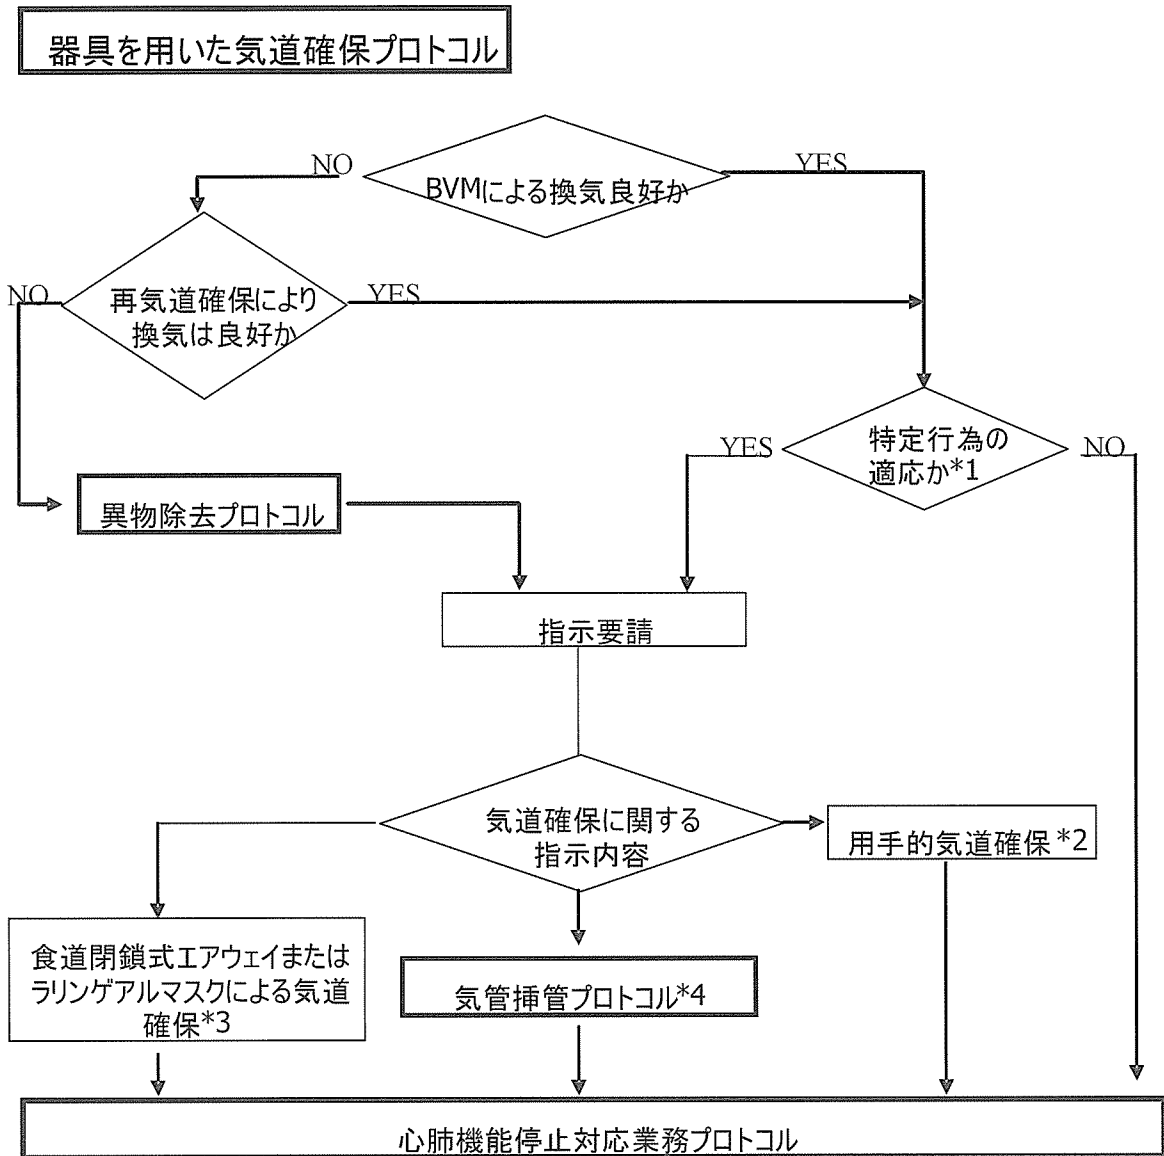 器具を用いた気道確保プロトコル
NO
YES
BVMによる換気良好か
NO
再気道確保により
換気は良好か
YES
特定行為の
適応か*1
YES
NO
異物除去プロトコル
指示要請
気道確保に関する
指示内容
用手的気道確保*2
食道閉鎖式エアウェイまたは
ラリンゲアルマスクによる気道
確保*3
気管挿管プロトコル*4
心肺機能停止対応業務プロトコル